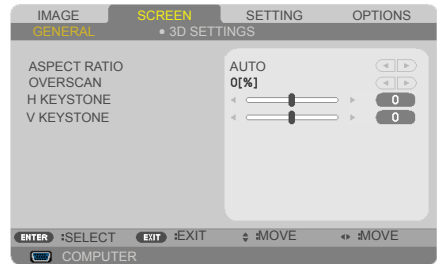 IMAGE SCREEN SETTING OPTIONS
GENERAL • 3D SETTINGS
ASPECT RATIO AUTO
OVERSCAN 0[%]
H KEYSTONE 0
V KEYSTONE 0
ENTER :SELECT EXIT :EXIT :MOVE :MOVE
COMPUTER